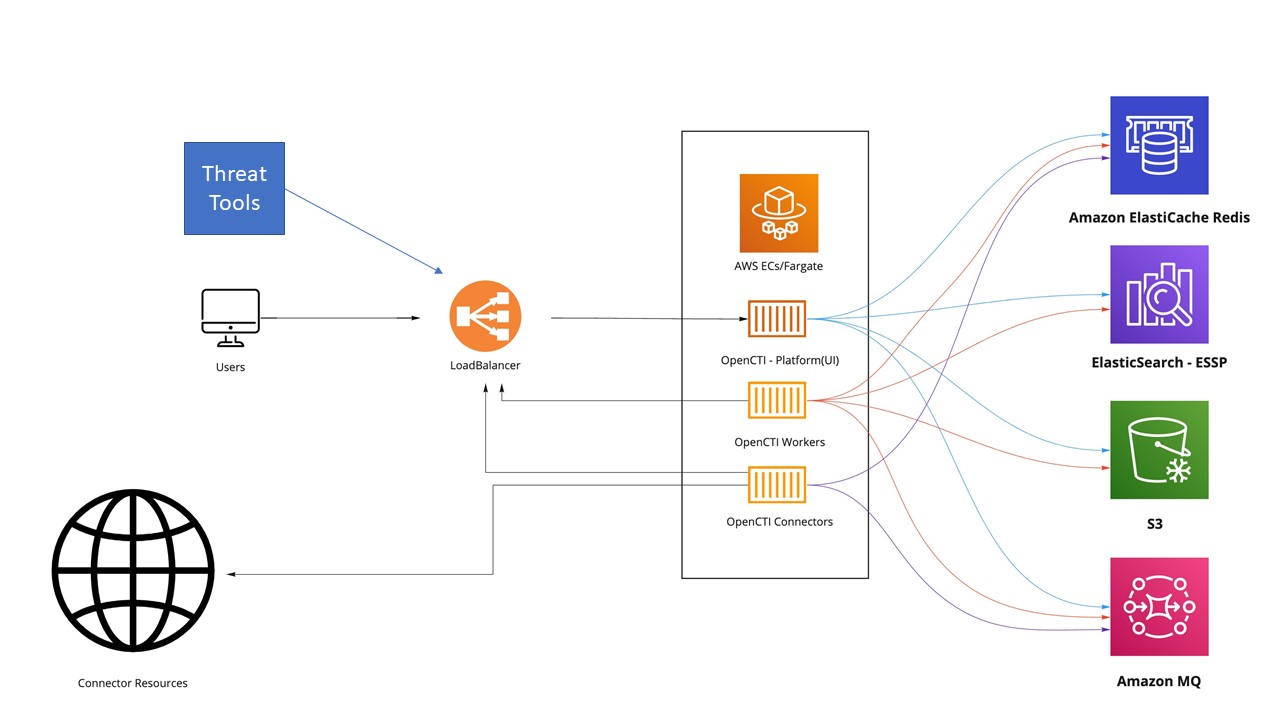 Threat
Tools
Users
LoadBalancer
Connector Resources
AWS ECs/Fargate
OpenCTI - Platform(UI)
OpenCTI Workers
OpenCTI Connectors
Amazon ElastiCache Redis
ElasticSearch - ESSP
S3
Amazon MQ